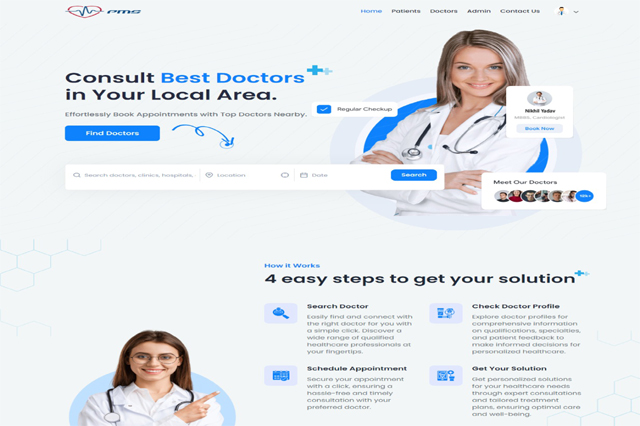 PMS
Home Patients Doctors Admin Contact Us
Consult Best Doctors
in Your Local Area.
Effortlessly Book Appointments with Top Doctors Nearby.
Find Doctors
Regular Checkup
Nikhil Yadav
MBBS, Cardiologist
Book Now
Search doctors, clinics, hospitals,
Location
Date
Search
Meet Our Doctors
How it Works
4 easy steps to get your solution
Search Doctor
Easily find and connect with
the right doctor for you with
a simple click. Discover a
wide range of qualified
healthcare professionals at
your fingertips.
Check Doctor Profile
Explore doctor profiles for
comprehensive information
on qualifications, specialties,
and patient feedback to
make informed decisions for
personalized healthcare.
Schedule Appointment
Secure your appointment
with a click, ensuring a
hassle-free and timely
consultation with your
preferred doctor.
Get Your Solution
Get personalized solutions
for your healthcare needs
through expert consultations
and tailored treatment
plans, ensuring optimal care
and well-being.